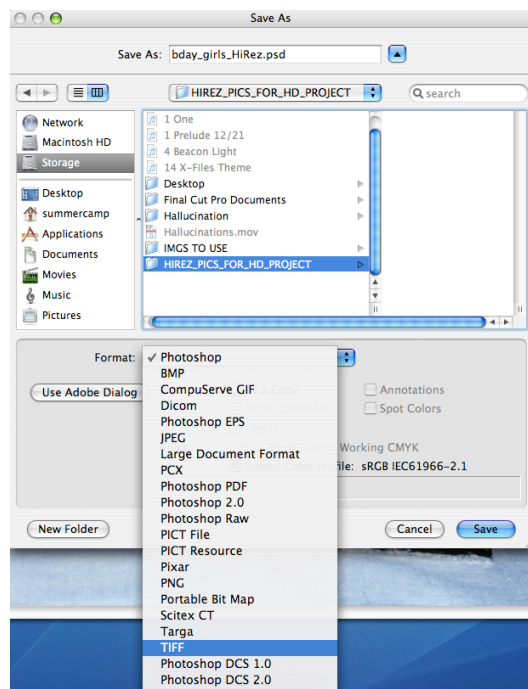 Save As
Save As: bday_girls_HiRez.psd
HIREZ_PICS_FOR_HD_PROJECT
search
Network
Macintosh HD
Storage
Desktop
summercamp
Applications
Documents
Movies
Music
Pictures
1 One
1 Prelude 12/21
4 Beacon Light
14 X-Files Theme
Desktop
Final Cut Pro Documents
Hallucination
Hallucinations.mov
IMGS TO USE
HIREZ_PICS_FOR_HD_PROJECT
Format:
Use Adobe Dialog
✓ Photoshop
BMP
CompuServe GIF
Dicom
Photoshop EPS
JPEG
Large Document Format
PCX
Photoshop PDF
Photoshop 2.0
Photoshop Raw
PICT File
PICT Resource
Pixar
PNG
Portable Bit Map
Scitex CT
Targa
TIFF
Photoshop DCS 1.0
Photoshop DCS 2.0
Annotations
Spot Colors
Working CMYK
file: sRGB IEC61966-2.1
New Folder
Cancel
Save